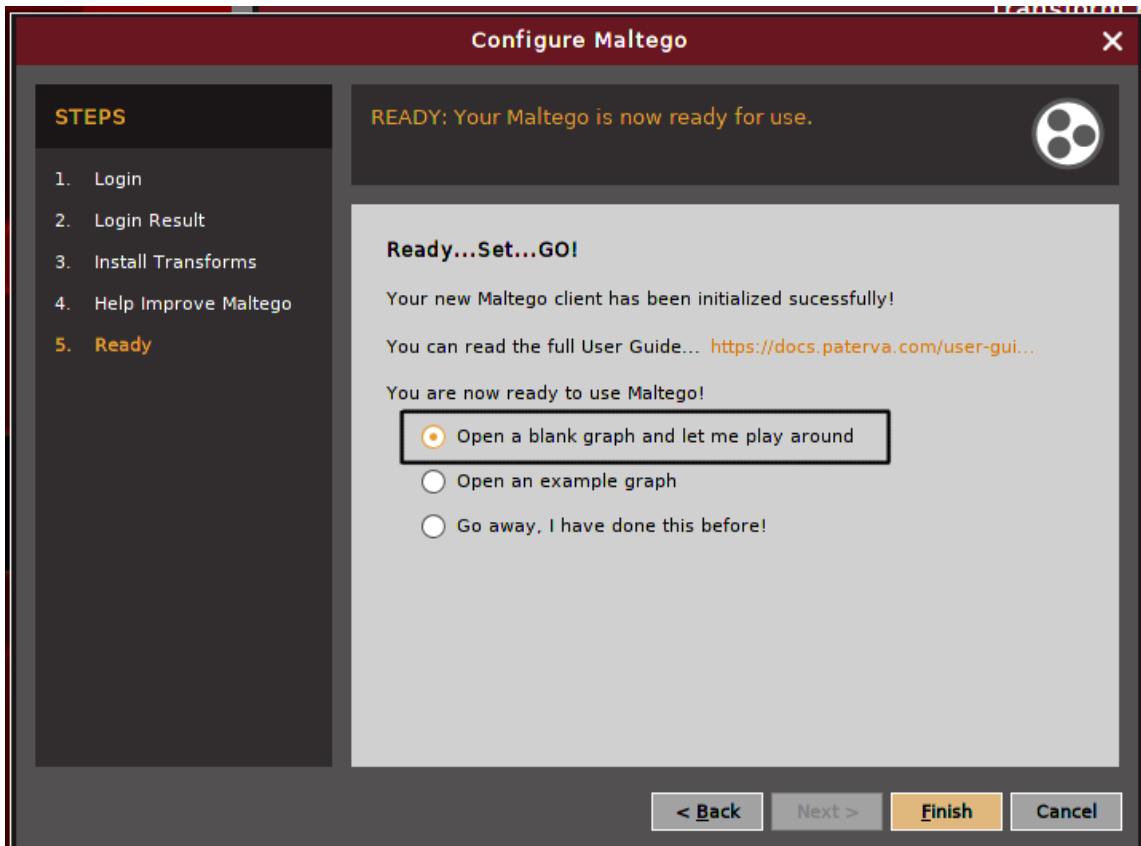 Configure Maltego
STEPS
1. Login
2. Login Result
3. Install Transforms
4. Help Improve Maltego
5. Ready
READY: Your Maltego is now ready for use.
Ready...Set...GO!
Your new Maltego client has been initialized sucessfully!
You can read the full User Guide... https://docs.paterva.com/user-gui...
You are now ready to use Maltego!
Open a blank graph and let me play around
Open an example graph
Go away, I have done this before!
< Back Next > Finish Cancel